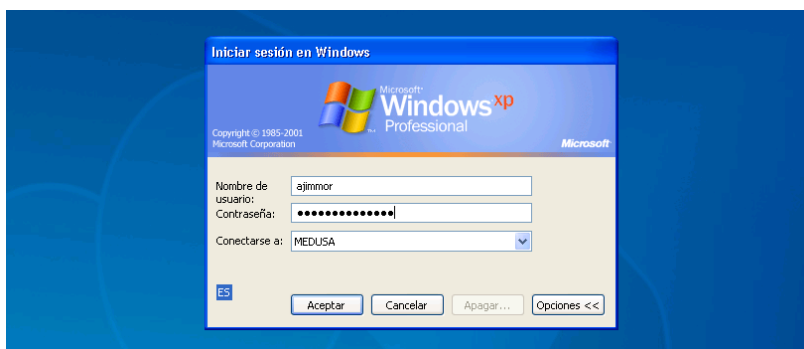 Iniciar sesión en Windows
Microsoft
Windows xp
Professional
Copyright © 1985-2001
Microsoft Corporation
Microsoft
Nombre de
usuario:
ajimmor
Contraseña:
●●●●●●●●●●●●●●
Conectarse a:
MEDUSA
ES
Aceptar
Cancelar
Apagar...
Opciones <<